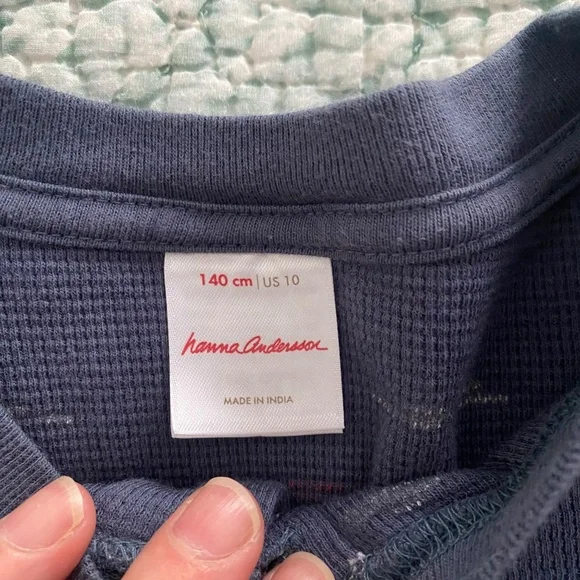 140 cm | US 10
hanna Andersson
MADE IN INDIA